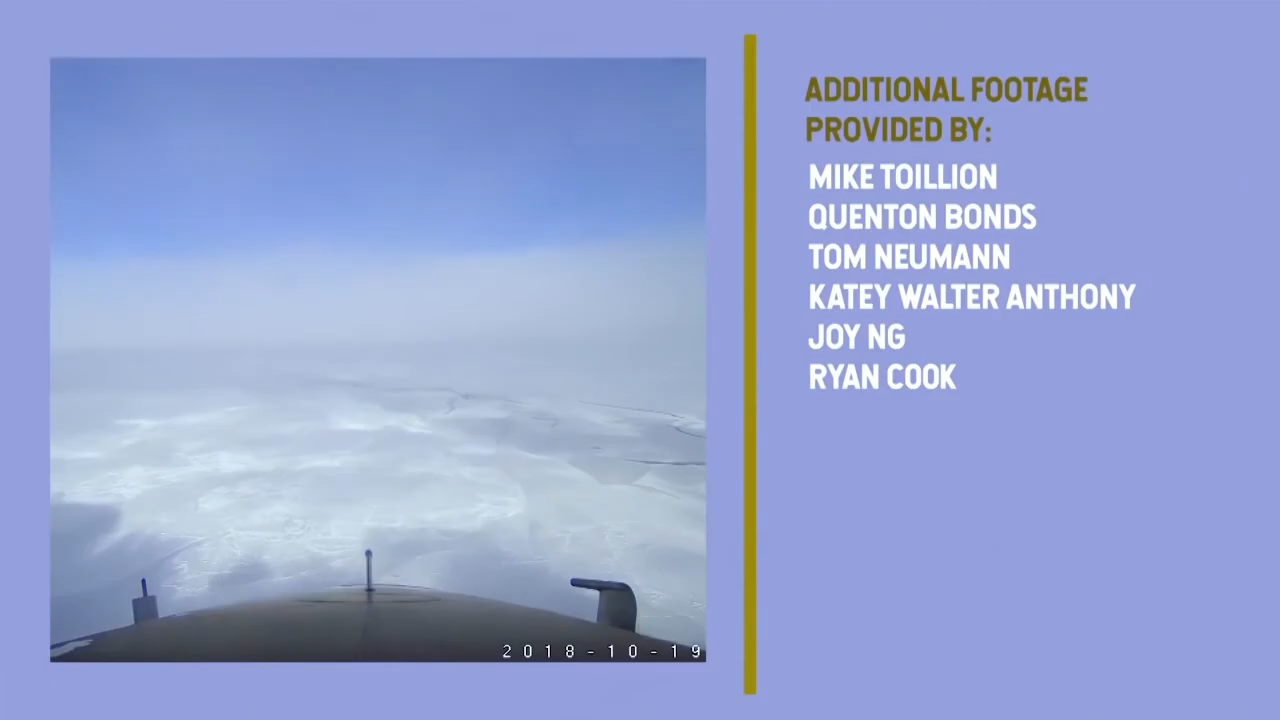 ADDITIONAL FOOTAGE
PROVIDED BY:
MIKE TOILLION
QUENTON BONDS
TOM NEUMANN
KATEY WALTER ANTHONY
JOY NG
RYAN COOK
2018-10-19